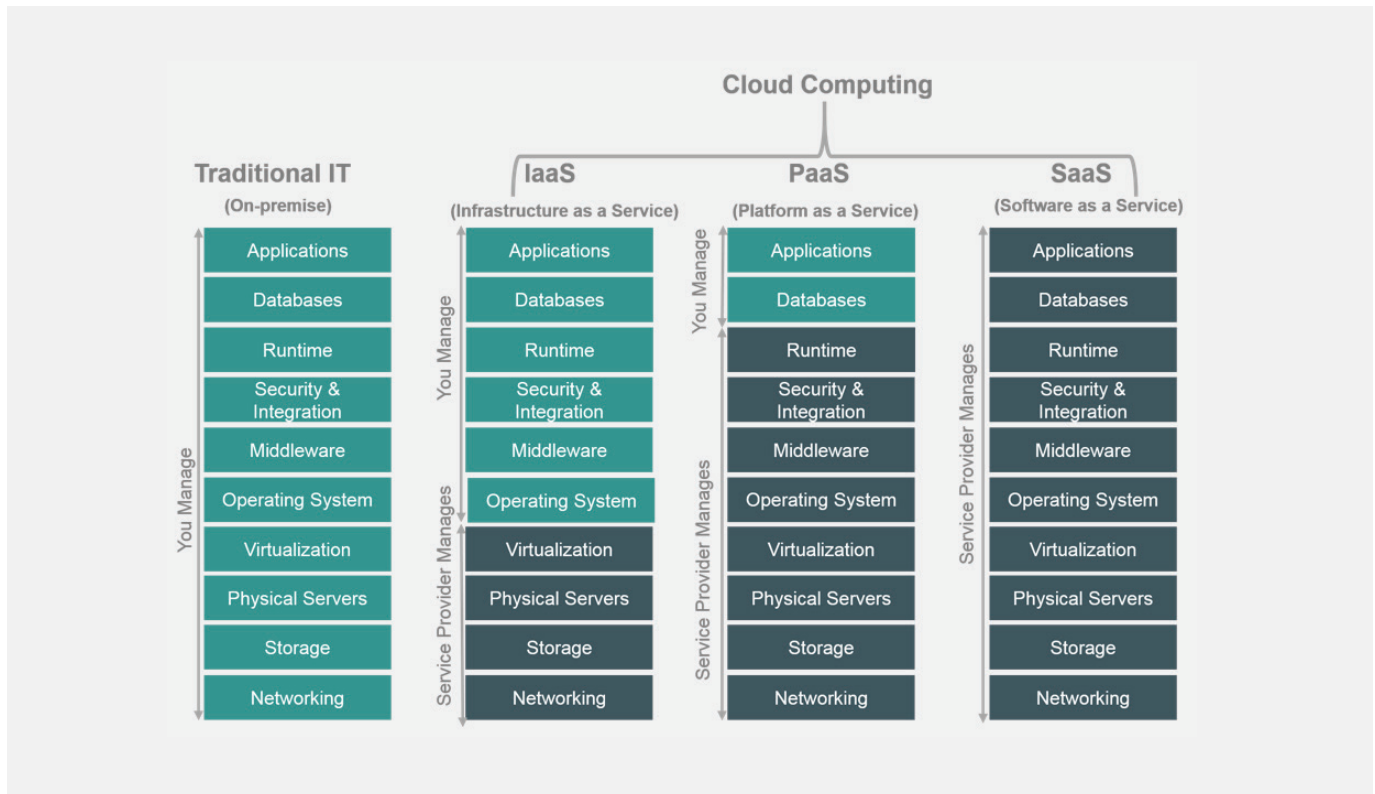 Cloud Computing
Traditional IT
(On-premise)
IaaS
(Infrastructure as a Service)
PaaS
(Platform as a Service)
SaaS
(Software as a Service)
You Manage
Applications
Databases
Runtime
Security &
Integration
Middleware
Operating System
Virtualization
Physical Servers
Storage
Networking
You Manage
Service Provider Manages
Applications
Databases
Runtime
Security &
Integration
Middleware
Operating System
Virtualization
Physical Servers
Storage
Networking
You Manage
Service Provider Manages
Applications
Databases
Runtime
Security &
Integration
Middleware
Operating System
Virtualization
Physical Servers
Storage
Networking
Service Provider Manages
Applications
Databases
Runtime
Security &
Integration
Middleware
Operating System
Virtualization
Physical Servers
Storage
Networking